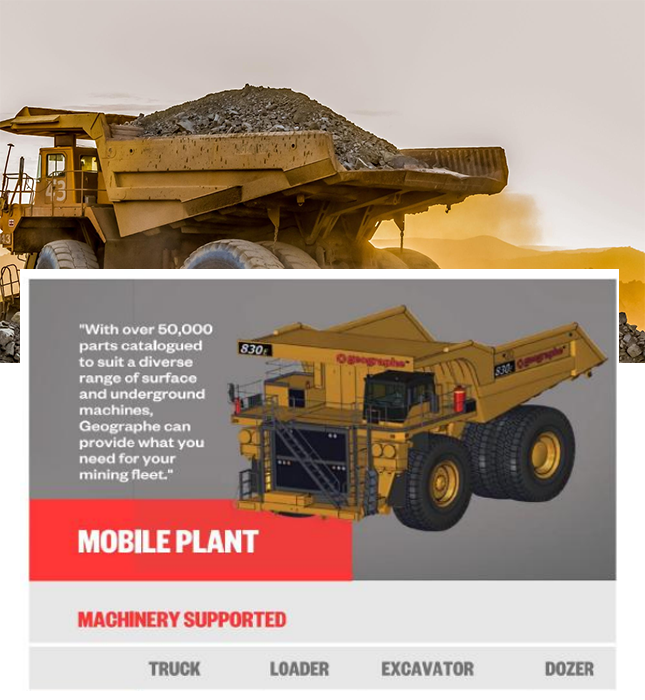 43
"With over 50,000
parts catalogued
to suit a diverse
range of surface
and underground
machines,
Geographe can
provide what you
need for your
mining fleet."
830E
geographe
830E
MOBILE PLANT
MACHINERY SUPPORTED
TRUCK LOADER EXCAVATOR DOZER